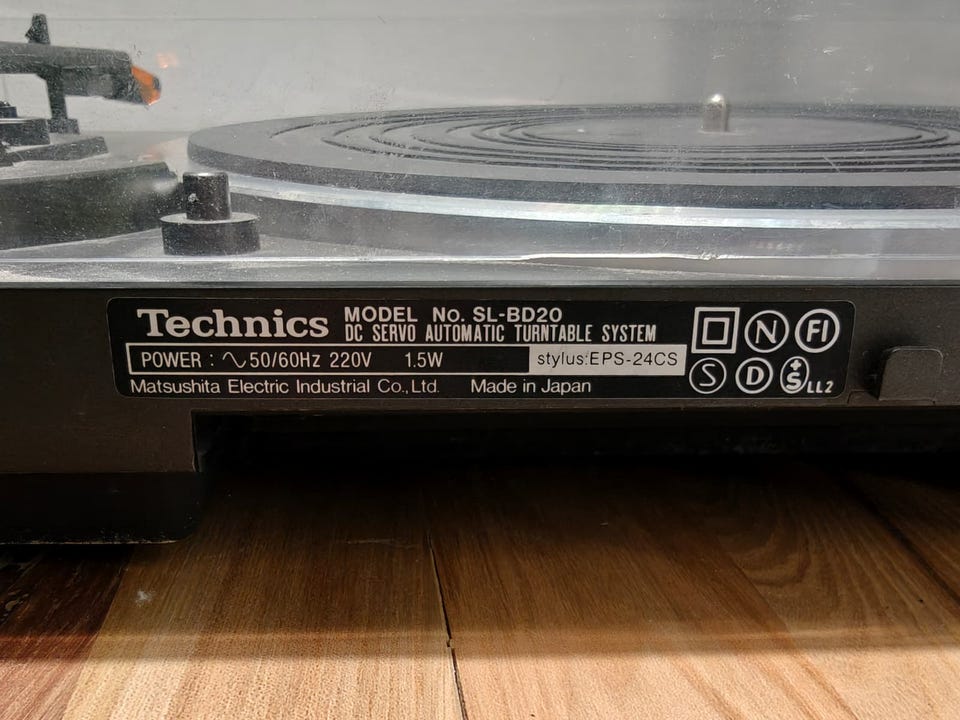 Technics MODEL No. SL-BD20
DC SERVO AUTOMATIC TURNTABLE SYSTEM
POWER : ∿ 50/60Hz 220V 1.5W stylus:EPS-24CS
Matsushita Electric Industrial Co.,Ltd. Made in Japan
N FI
S D +S LL2